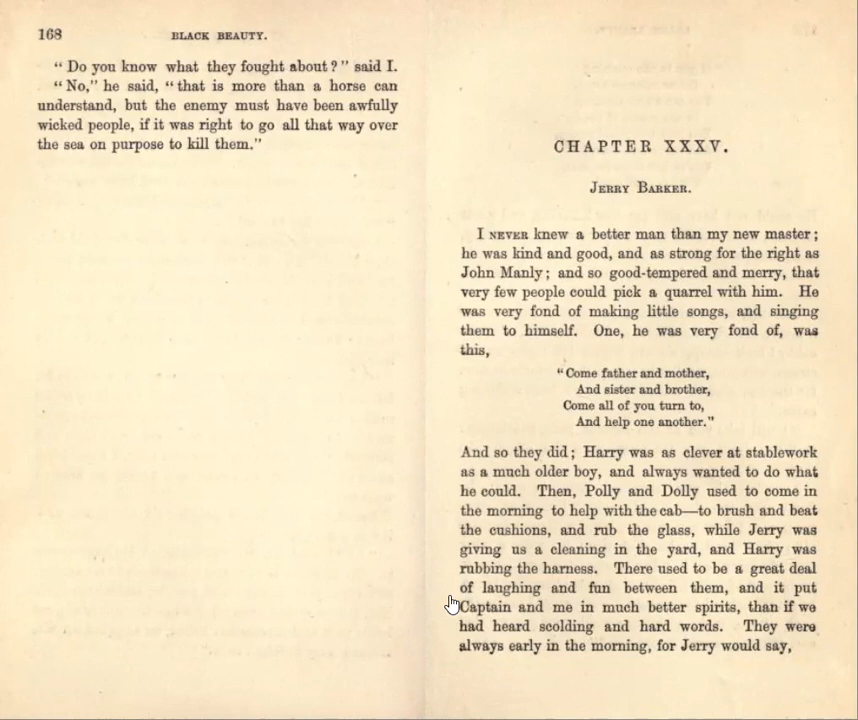 168
BLACK BEAUTY.
“ Do you know what they fought about ? ” said I.
“ No,” he said, “ that is more than a horse can
understand, but the enemy must have been awfully
wicked people, if it was right to go all that way over
the sea on purpose to kill them.”
CHAPTER XXXV.
JERRY BARKER.
I NEVER knew a better man than my new master ;
he was kind and good, and as strong for the right as
John Manly ; and so good-tempered and merry, that
very few people could pick a quarrel with him. He
was very fond of making little songs, and singing
them to himself. One, he was very fond of, was
this,
“ Come father and mother,
And sister and brother,
Come all of you turn to,
And help one another.”
And so they did ; Harry was as clever at stablework
as a much older boy, and always wanted to do what
he could. Then, Polly and Dolly used to come in
the morning to help with the cab—to brush and beat
the cushions, and rub the glass, while Jerry was
giving us a cleaning in the yard, and Harry was
rubbing the harness. There used to be a great deal
of laughing and fun between them, and it put
Captain and me in much better spirits, than if we
had heard scolding and hard words. They were
always early in the morning, for Jerry would say,